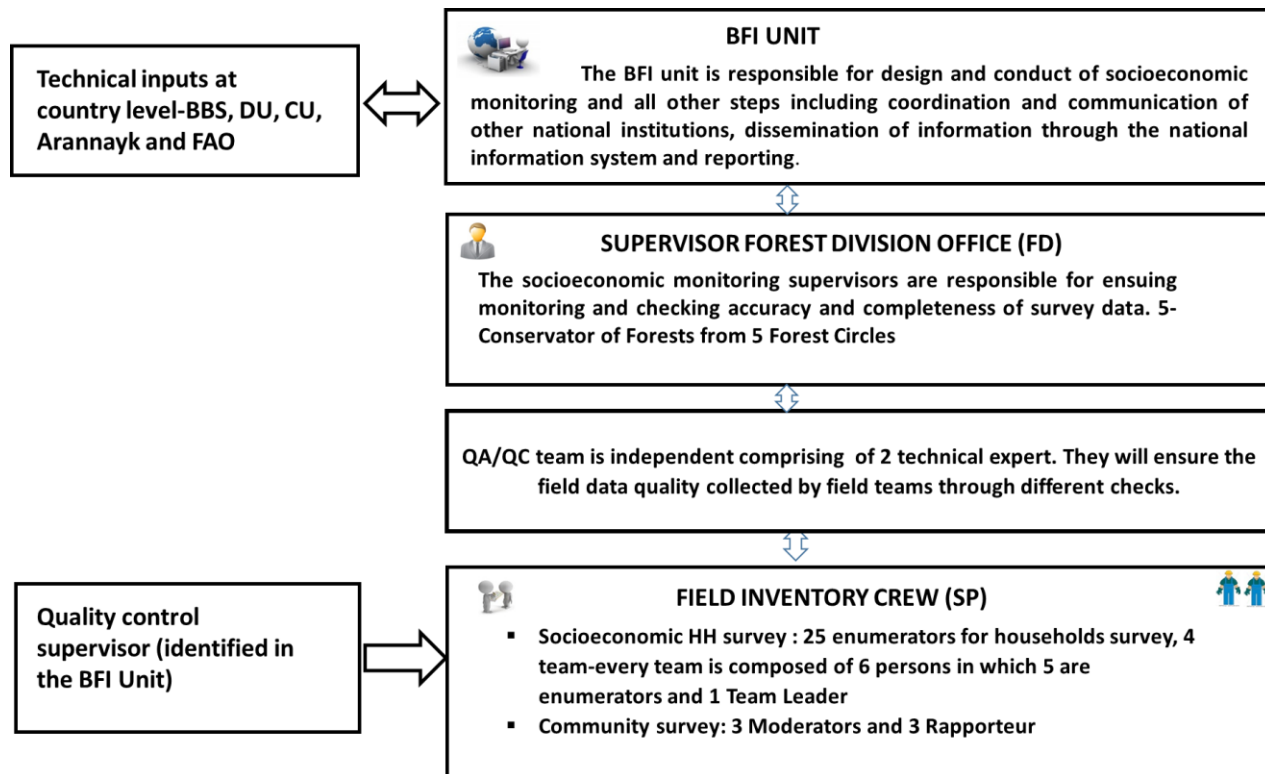 Technical inputs at
country level-BBS, DU, CU,
Arannayk and FAO
BFI UNIT
The BFI unit is responsible for design and conduct of socioeconomic
monitoring and all other steps including coordination and communication of
other national institutions, dissemination of information through the national
information system and reporting.
SUPERVISOR FOREST DIVISION OFFICE (FD)
The socioeconomic monitoring supervisors are responsible for ensuing
monitoring and checking accuracy and completeness of survey data. 5-
Conservator of Forests from 5 Forest Circles
QA/QC team is independent comprising of 2 technical expert. They will ensure the
field data quality collected by field teams through different checks.
Quality control
supervisor (identified in
the BFI Unit)
FIELD INVENTORY CREW (SP)
▪ Socioeconomic HH survey : 25 enumerators for households survey, 4
team-every team is composed of 6 persons in which 5 are
enumerators and 1 Team Leader
▪ Community survey: 3 Moderators and 3 Rapporteur